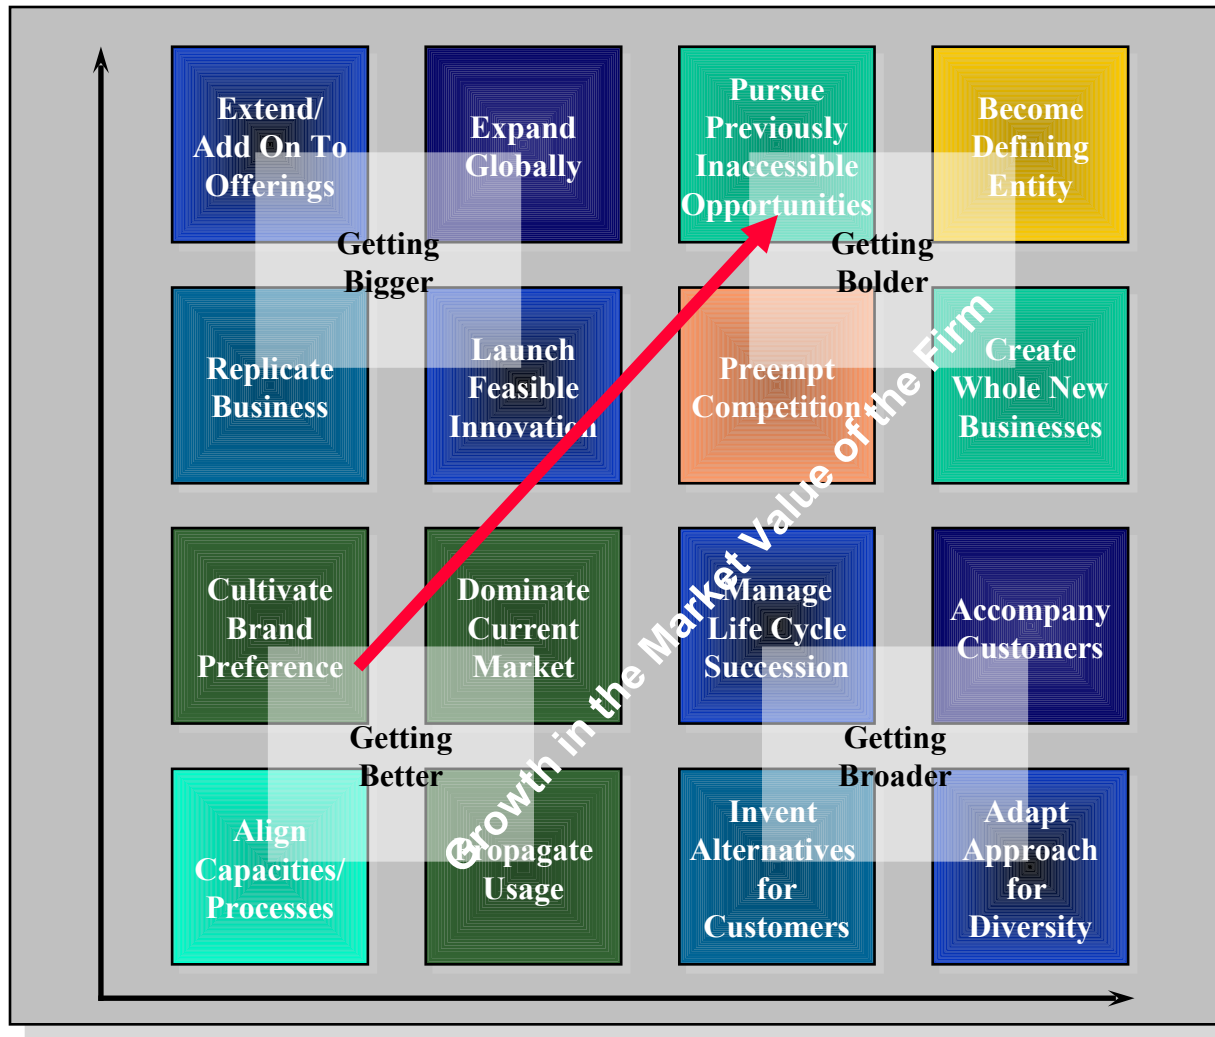 Extend/
Add On To
Offerings
Expand
Globally
Pursue
Previously
Inaccessible
Opportunities
Become
Defining
Entity
Getting
Bigger
Getting
Bolder
Replicate
Business
Launch
Feasible
Innovation
Preempt
Competition
Create
Whole New
Businesses
Growth in the Market Value of the Firm
Cultivate
Brand
Preference
Dominate
Current
Market
Manage
Life Cycle
Succession
Accompany
Customers
Getting
Better
Getting
Broader
Align
Capacities/
Processes
Propagate
Usage
Invent
Alternatives
for
Customers
Adapt
Approach
for
Diversity